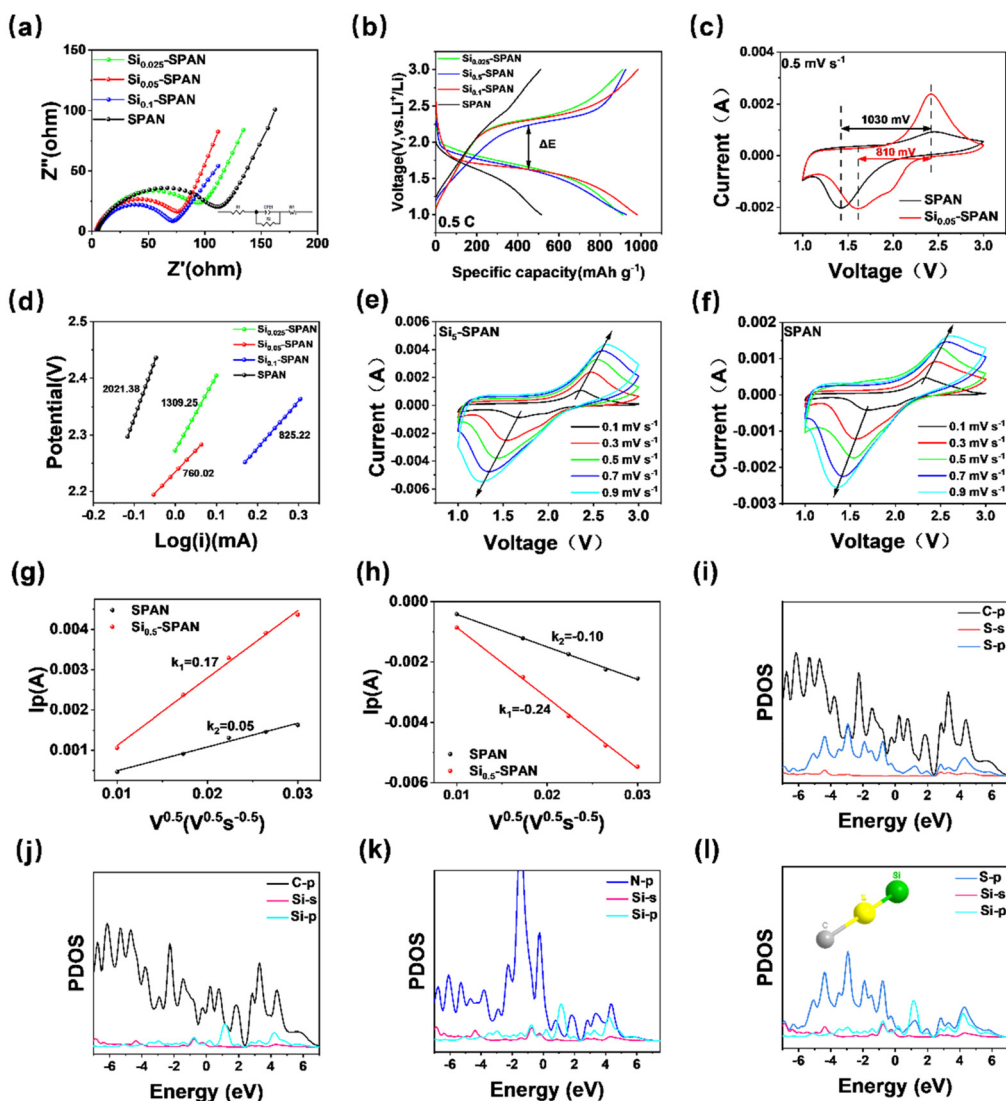 (a)
150
100
50
0
Z''(ohm)
Si0.025-SPAN
Si0.05-SPAN
Si0.1-SPAN
SPAN
0 50 100 150 200
Z'(ohm)
(b)
3.5
3.0
2.5
2.0
1.5
1.0
Voltage(V,vs.Li+/Li)
Si0.025-SPAN
Si0.5-SPAN
Si0.1-SPAN
SPAN
ΔE
0.5 C
0 200 400 600 800 1000
Specific capacity(mAh g-1)
(c)
0.004
0.002
0.000
-0.002
Current（A）
0.5 mV s-1
1030 mV
810 mV
SPAN
Si0.05-SPAN
1.0 1.5 2.0 2.5 3.0
Voltage（V）
(d)
2.5
2.4
2.3
2.2
Potential(V)
Si0.025-SPAN
Si0.05-SPAN
Si0.1-SPAN
SPAN
2021.38
1309.25
825.22
760.02
-0.2 -0.1 0.0 0.1 0.2 0.3 0.4
Log(i)(mA)
(e)
0.006
0.004
0.002
0.000
-0.002
-0.004
-0.006
Current（A）
Si5-SPAN
0.1 mV s-1
0.3 mV s-1
0.5 mV s-1
0.7 mV s-1
0.9 mV s-1
1.0 1.5 2.0 2.5 3.0
Voltage（V）
(f)
0.002
0.001
0.000
-0.001
-0.002
-0.003
Current（A）
SPAN
0.1 mV s-1
0.3 mV s-1
0.5 mV s-1
0.7 mV s-1
0.9 mV s-1
1.0 1.5 2.0 2.5 3.0
Voltage（V）
(g)
0.004
0.003
0.002
0.001
Ip(A)
SPAN
Si0.5-SPAN
k1=0.17
k2=0.05
0.01 0.02 0.03
V0.5(V0.5s-0.5)
(h)
0.000
-0.002
-0.004
-0.006
Ip(A)
k2=-0.10
k1=-0.24
SPAN
Si0.5-SPAN
0.01 0.02 0.03
V0.5(V0.5s-0.5)
(i)
PDOS
C-p
S-s
S-p
-6 -4 -2 0 2 4 6
Energy (eV)
(j)
PDOS
C-p
Si-s
Si-p
-6 -4 -2 0 2 4 6
Energy (eV)
(k)
PDOS
N-p
Si-s
Si-p
-6 -4 -2 0 2 4 6
Energy (eV)
(l)
PDOS
S-p
Si-s
Si-p
Si
C
-6 -4 -2 0 2 4 6
Energy (eV)